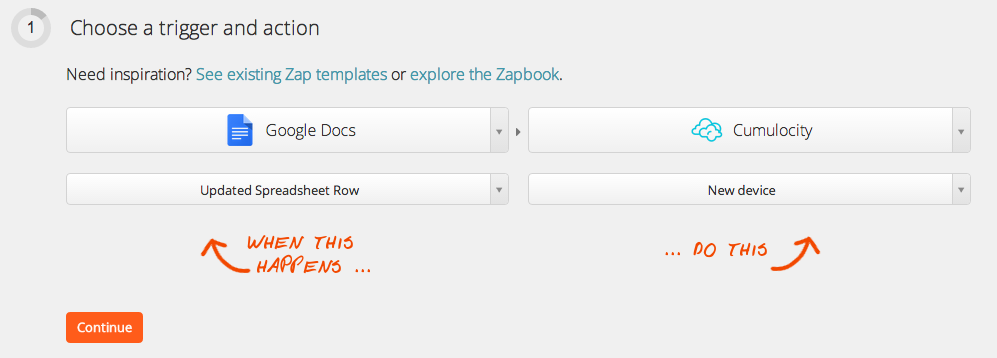 1
Choose a trigger and action
Need inspiration? See existing Zap templates or explore the Zapbook.
Google Docs
Cumulocity
Updated Spreadsheet Row
New device
WHEN THIS
HAPPENS ...
... DO THIS
Continue